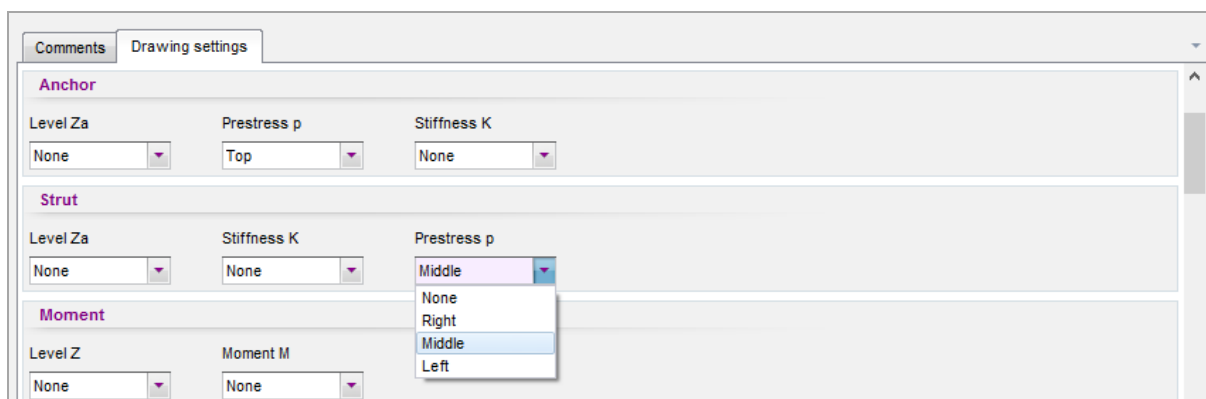 Comments Drawing settings
Anchor
Level Za Prestress p Stiffness K
None Top None
Strut
Level Za Stiffness K Prestress p
None None Middle
None
Right
Middle
Left
Moment
Level Z Moment M
None None